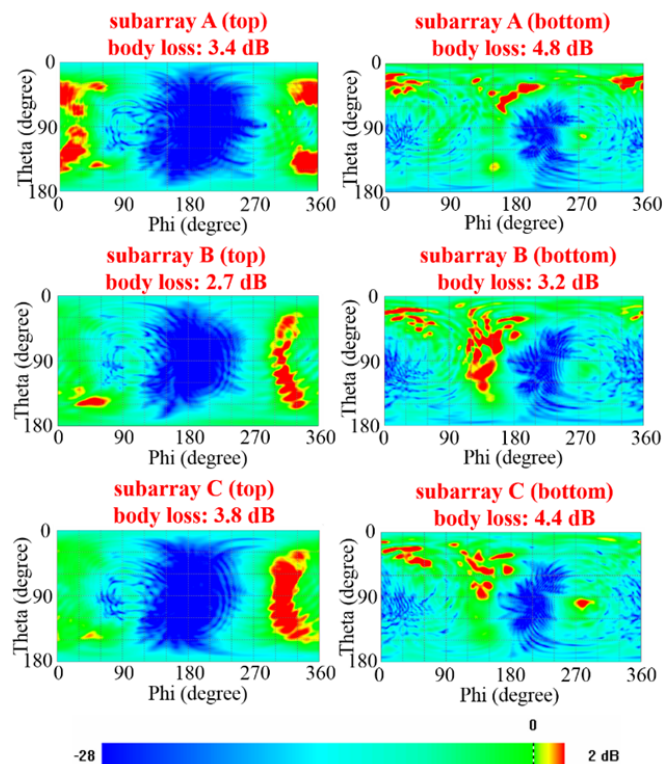 subarray A (top)
body loss: 3.4 dB
0
90
180
Theta (degree)
0 90 180 270 360
Phi (degree)
subarray A (bottom)
body loss: 4.8 dB
0
90
180
Theta (degree)
0 90 180 270 360
Phi (degree)
subarray B (top)
body loss: 2.7 dB
0
90
180
Theta (degree)
0 90 180 270 360
Phi (degree)
subarray B (bottom)
body loss: 3.2 dB
0
90
180
Theta (degree)
0 90 180 270 360
Phi (degree)
subarray C (top)
body loss: 3.8 dB
0
90
180
Theta (degree)
0 90 180 270 360
Phi (degree)
subarray C (bottom)
body loss: 4.4 dB
0
90
180
Theta (degree)
0 90 180 270 360
Phi (degree)
0
-28 2 dB